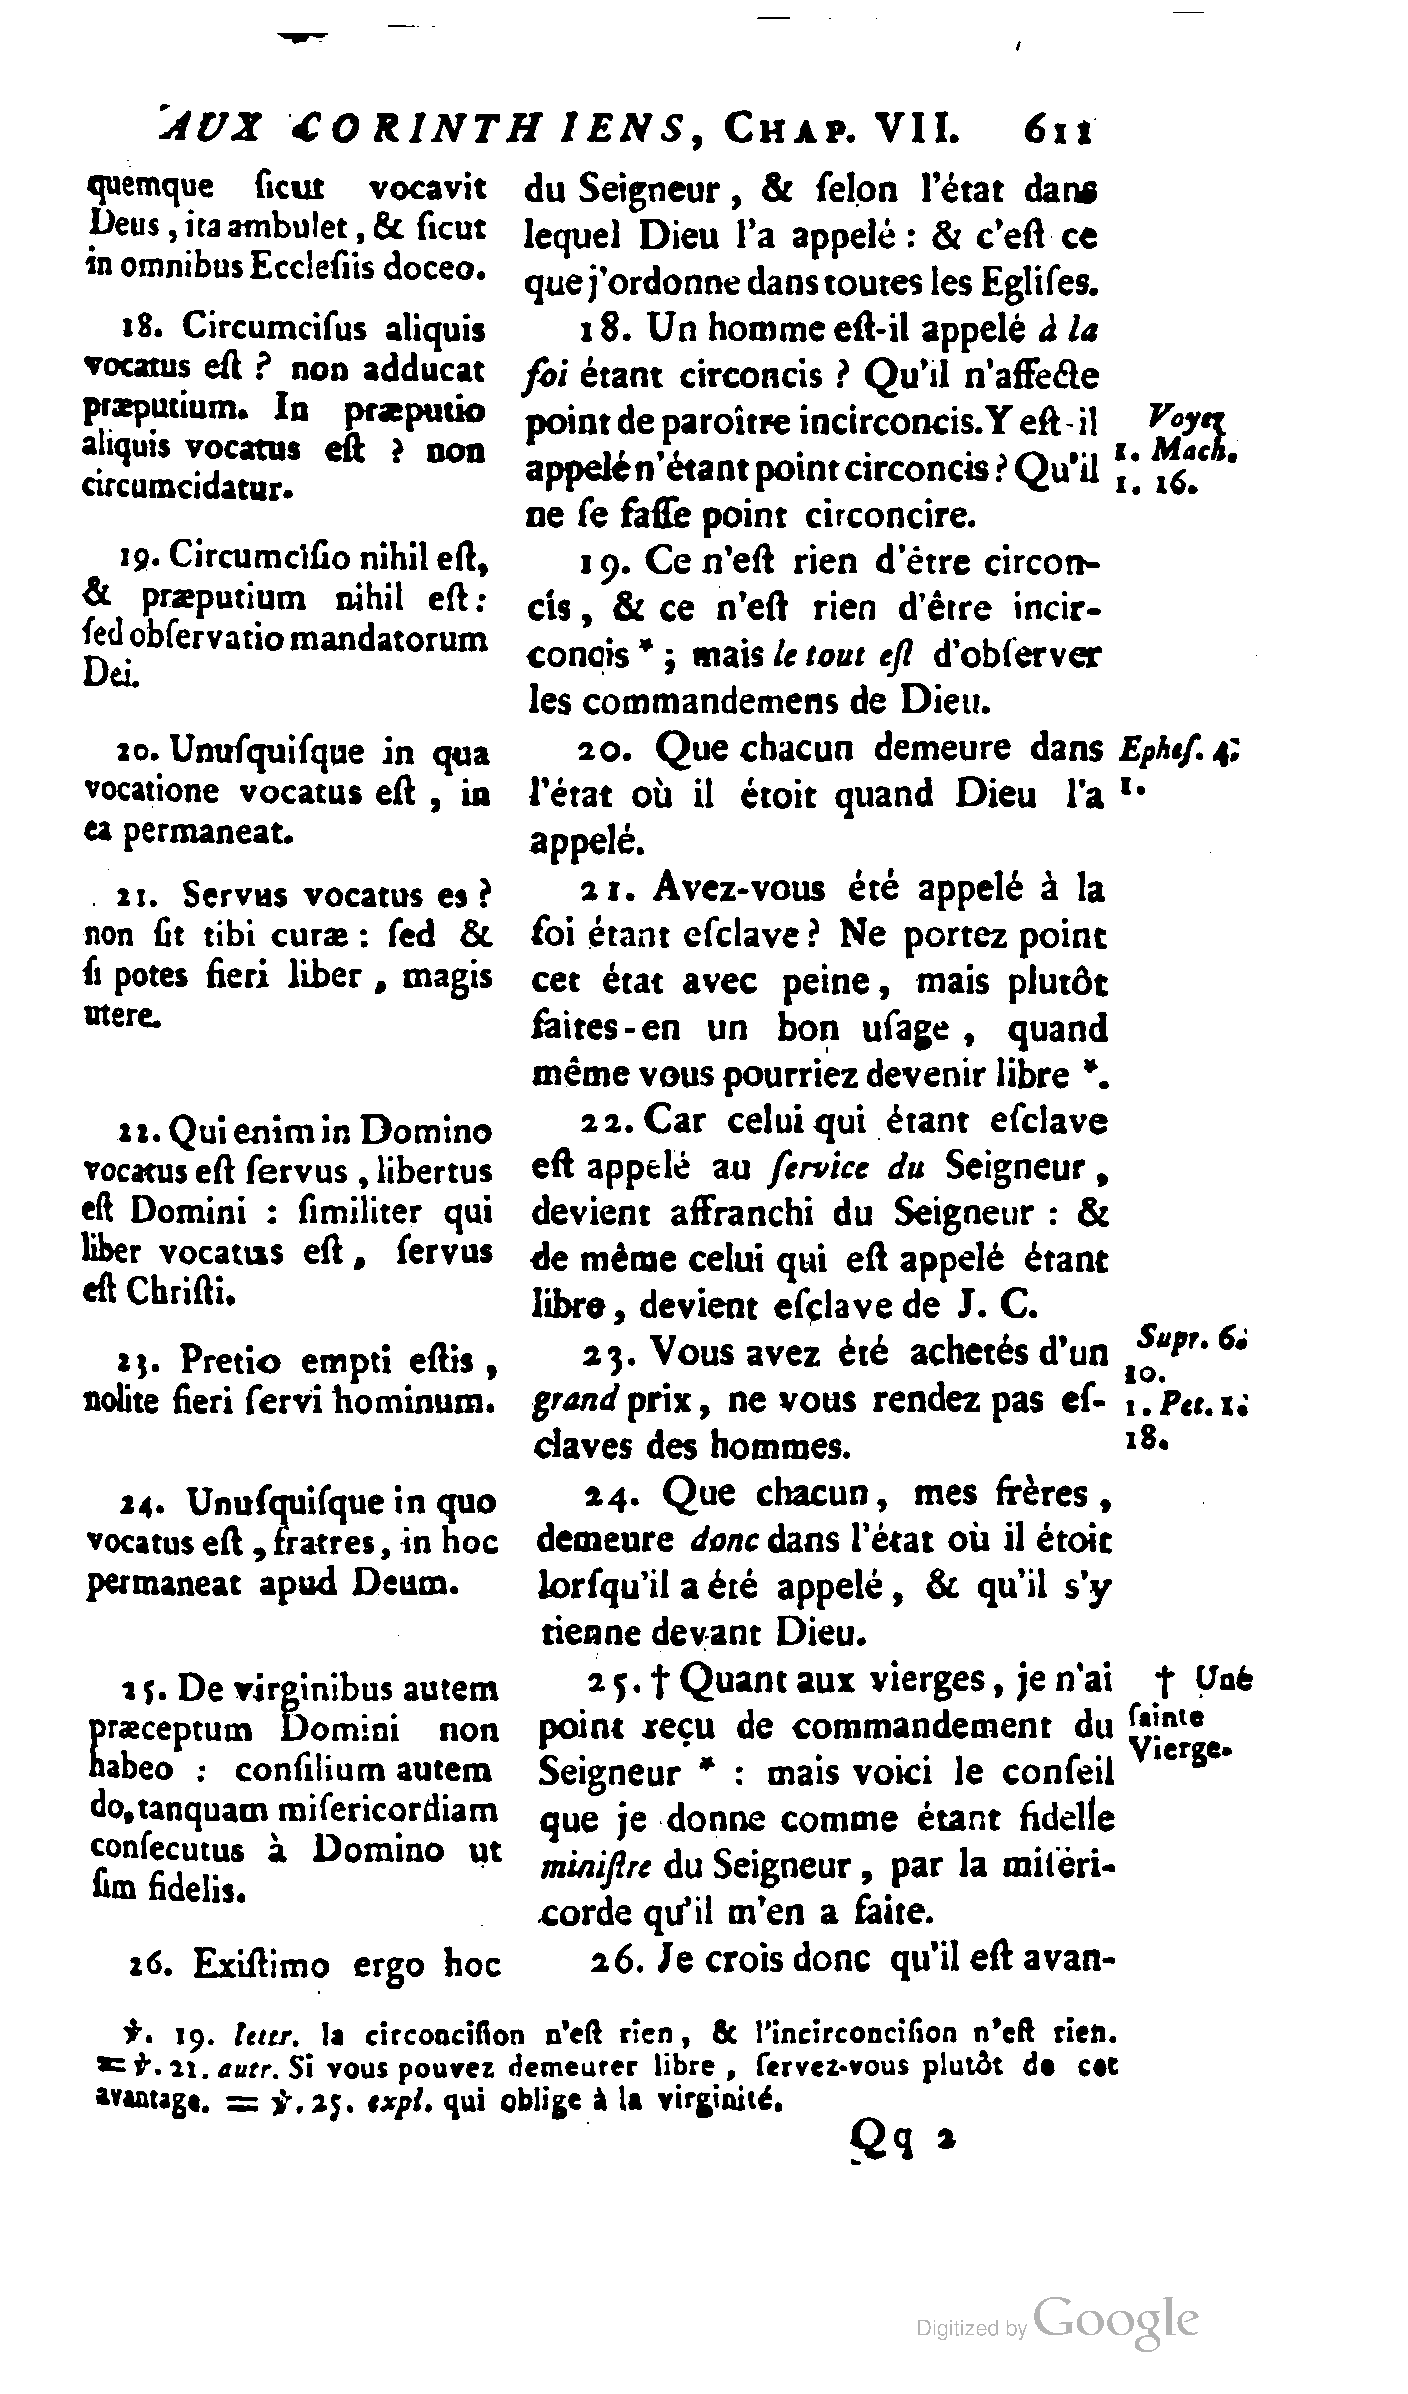 AUX CORINTHIENS, CHAP. VII. 611
quemque ſicut vocavit
Deus, ita ambulet, & ſicut
in omnibus Eccleſiis doceo.
18. Circumciſus aliquis
vocatus eſt ? non adducat
præputium. In præputio
aliquis vocatus eſt ? non
circumcidatur.
19. Circumciſio nihil eſt,
& præputium nihil eſt :
ſed obſervatio mandatorum
Dei.
20. Unuſquiſque in qua
vocatione vocatus eſt, in
ea permaneat.
21. Servus vocatus es ?
non ſit tibi curæ : ſed &
ſi potes fieri liber, magis
utere.
22. Qui enim in Domino
vocatus eſt ſervus, libertus
eſt Domini : ſimiliter qui
liber vocatus eſt, ſervus
eſt Chriſti.
23. Pretio empti eſtis,
nolite fieri ſervi hominum.
24. Unuſquiſque in quo
vocatus eſt, fratres, in hoc
permaneat apud Deum.
25. De virginibus autem
præceptum Domini non
habeo : conſilium autem
do, tanquam miſericordiam
conſecutus à Domino ut
ſim fidelis.
26. Exiſtimo ergo hoc
du Seigneur, & ſelon l'état dans
lequel Dieu l'a appelé : & c'eſt ce
que j'ordonne dans toutes les Egliſes.
18. Un homme eſt-il appelé à la
foi étant circoncis ? Qu'il n'affecte
point de paroître incirconcis. Y eſt-il
appelé n'étant point circoncis ? Qu'il
ne ſe faſſe point circoncire.
19. Ce n'eſt rien d'être circon-
cis, & ce n'eſt rien d'être incir-
concis * ; mais le tout eſt d'obſerver
les commandemens de Dieu.
20. Que chacun demeure dans
l'état où il étoit quand Dieu l'a
appelé.
21. Avez-vous été appelé à la
foi étant eſclave ? Ne portez point
cet état avec peine, mais plutôt
faites-en un bon uſage, quand
même vous pourriez devenir libre *.
22. Car celui qui étant eſclave
eſt appelé au ſervice du Seigneur,
devient affranchi du Seigneur : &
de même celui qui eſt appelé étant
libre, devient eſclave de J. C.
23. Vous avez été achetés d'un
grand prix, ne vous rendez pas eſ-
claves des hommes.
24. Que chacun, mes frères,
demeure donc dans l'état où il étoit
lorſqu'il a été appelé, & qu'il s'y
tienne devant Dieu.
25. † Quant aux vierges, je n'ai
point reçu de commandement du
Seigneur * : mais voici le conſeil
que je donne comme étant fidelle
miniſtre du Seigneur, par la miſéri-
corde qu'il m'en a faite.
26. Je crois donc qu'il eſt avan-
Voyez
1. Mach.
1. 16.
Epheſ. 4.
1.
Supr. 6.
10.
1. Pet. 1.
18.
† Une
ſainte
Vierge.
℣. 19. lettr. la circonciſion n'eſt rien, & l'incirconciſion n'eſt rien.
= ℣. 21. autr. Si vous pouvez demeurer libre, ſervez-vous plutôt de cet
avantage. = ℣. 25. expl. qui oblige à la virginité.
Qq 2
Digitized by Google